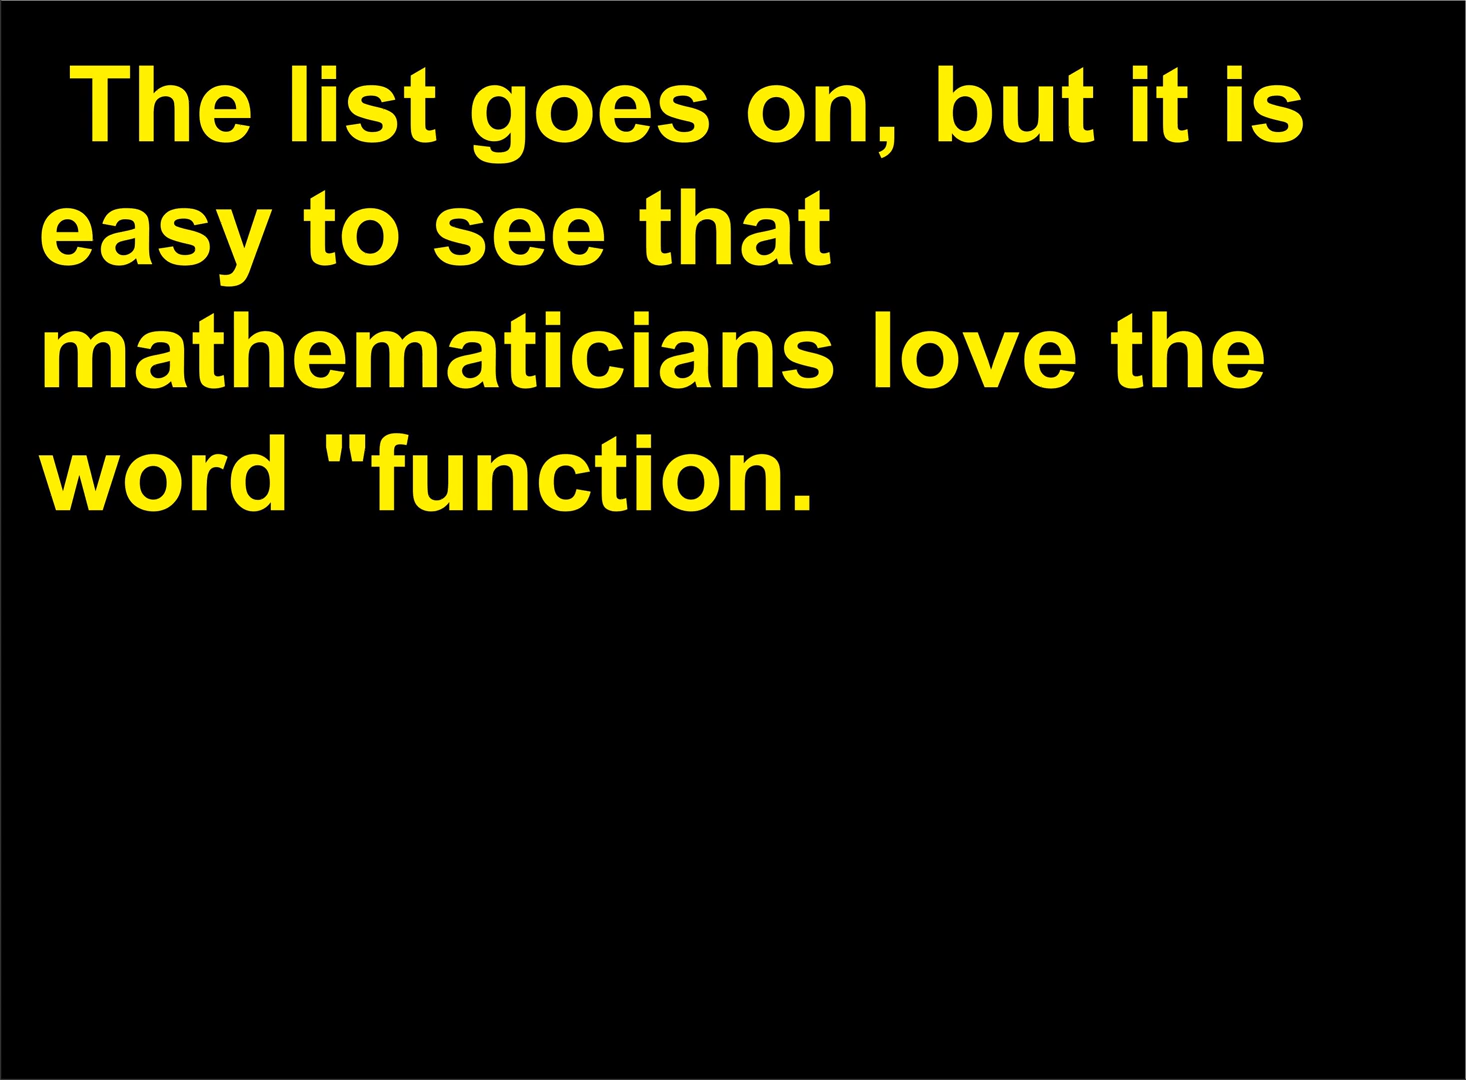 The list goes on, but it is
easy to see that
mathematicians love the
word "function.